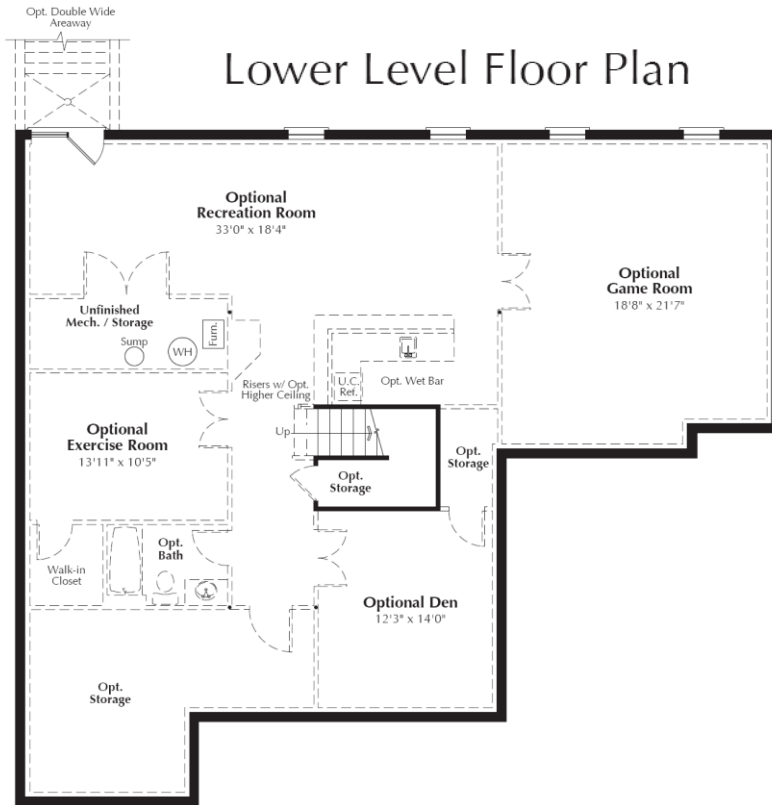 Opt. Double Wide
Areaway
Lower Level Floor Plan
Optional
Recreation Room
33'0" x 18'4"
Optional
Game Room
18'8" x 21'7"
Unfinished
Mech. / Storage
Sump
WH
Furn.
Risers w/ Opt.
Higher Ceiling
U.C.
Ref.
Opt. Wet Bar
Optional
Exercise Room
13'11" x 10'5"
Up
Opt.
Storage
Opt.
Storage
Walk-in
Closet
Opt.
Bath
Optional Den
12'3" x 14'0"
Opt.
Storage